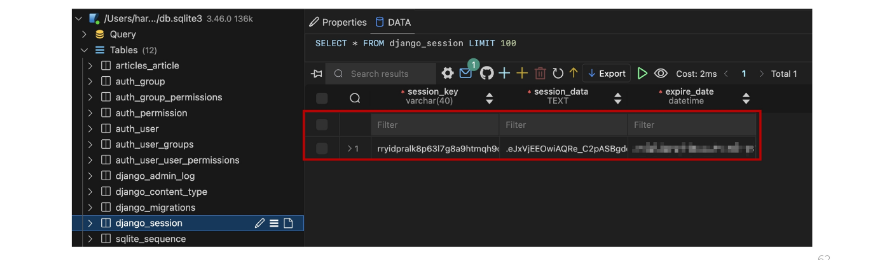 /Users/har.../db.sqlite3 3.46.0 136k
Properties DATA
Query
SELECT * FROM django_session LIMIT 100
Tables (12)
articles_article
Search results 1 Export Cost: 2ms 1 Total 1
auth_group
auth_group_permissions
* session_key * session_data * expire_date
varchar(40) TEXT datetime
auth_permission
auth_user
Filter Filter Filter
auth_user_groups
1 rryidpralk8p63l7g8a9htmqh9 .eJxVjEEOwiAQRe_C2pASBgd
auth_user_user_permissions
django_admin_log
django_content_type
django_migrations
django_session
sqlite_sequence